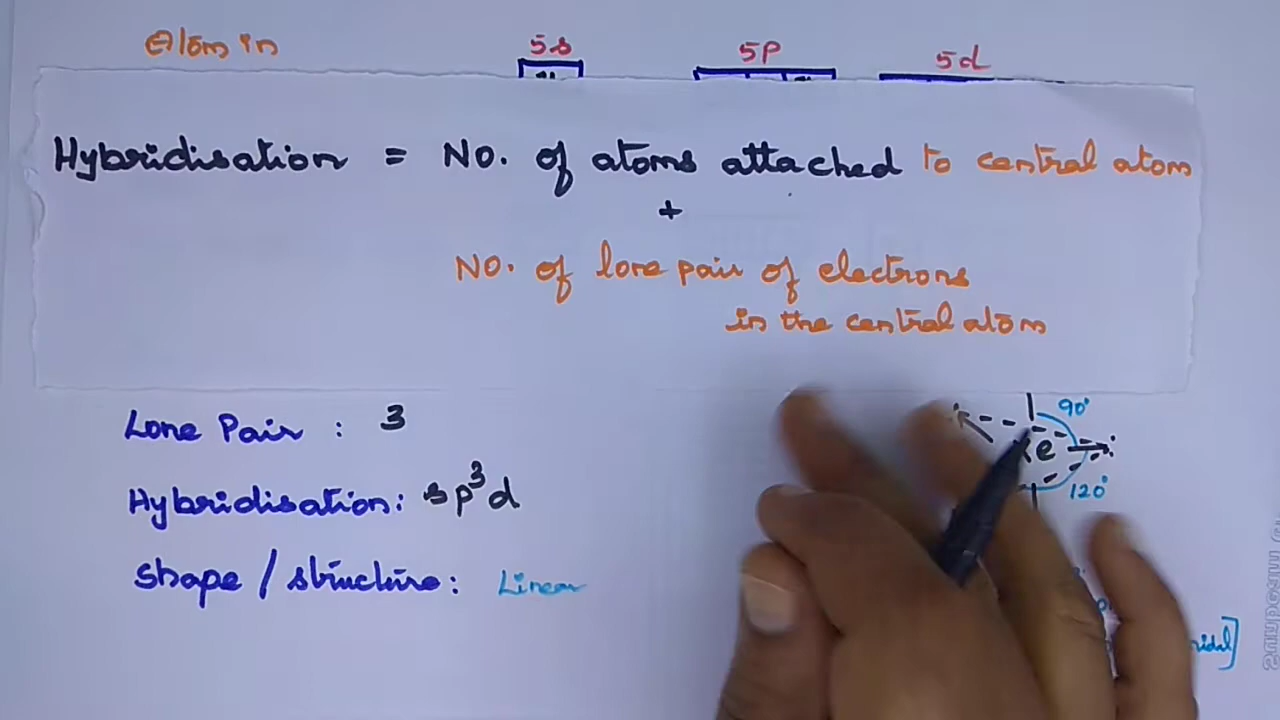 Atom in 5s 5p 5d
Hybridisation = No. of atoms attached to central atom
+
No. of lone pair of electrons
in the central atom
Lone Pair : 3
90°
Xe
Hybridisation: sp³d
120°
Shape / structure: Linear